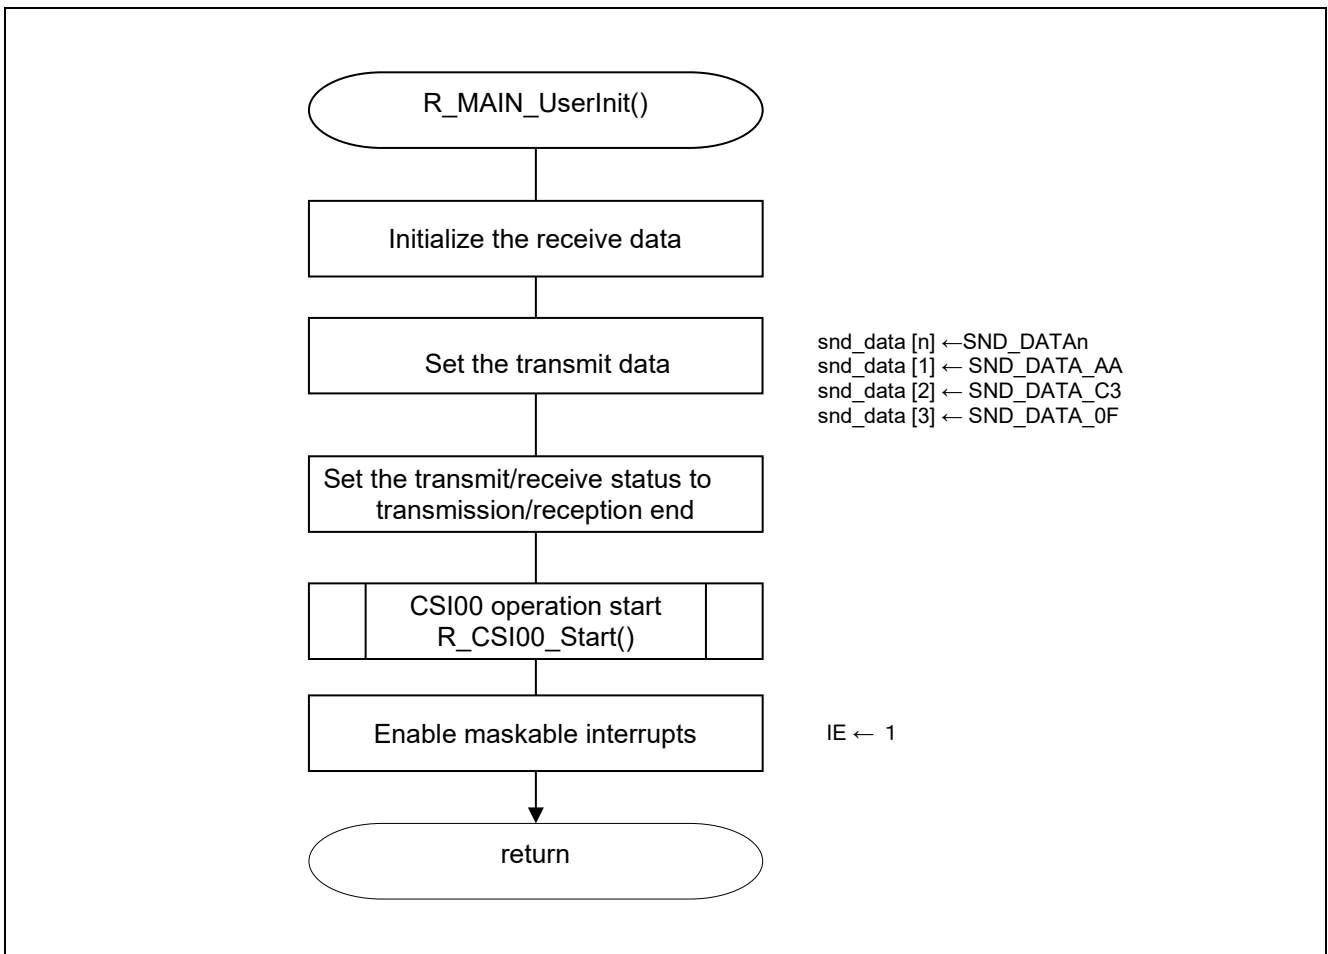 R_MAIN_UserInit()
Initialize the receive data
Set the transmit data
snd_data [n] ←SND_DATAn
snd_data [1] ← SND_DATA_AA
snd_data [2] ← SND_DATA_C3
snd_data [3] ← SND_DATA_0F
Set the transmit/receive status to
transmission/reception end
CSI00 operation start
R_CSI00_Start()
Enable maskable interrupts
IE ← 1
return